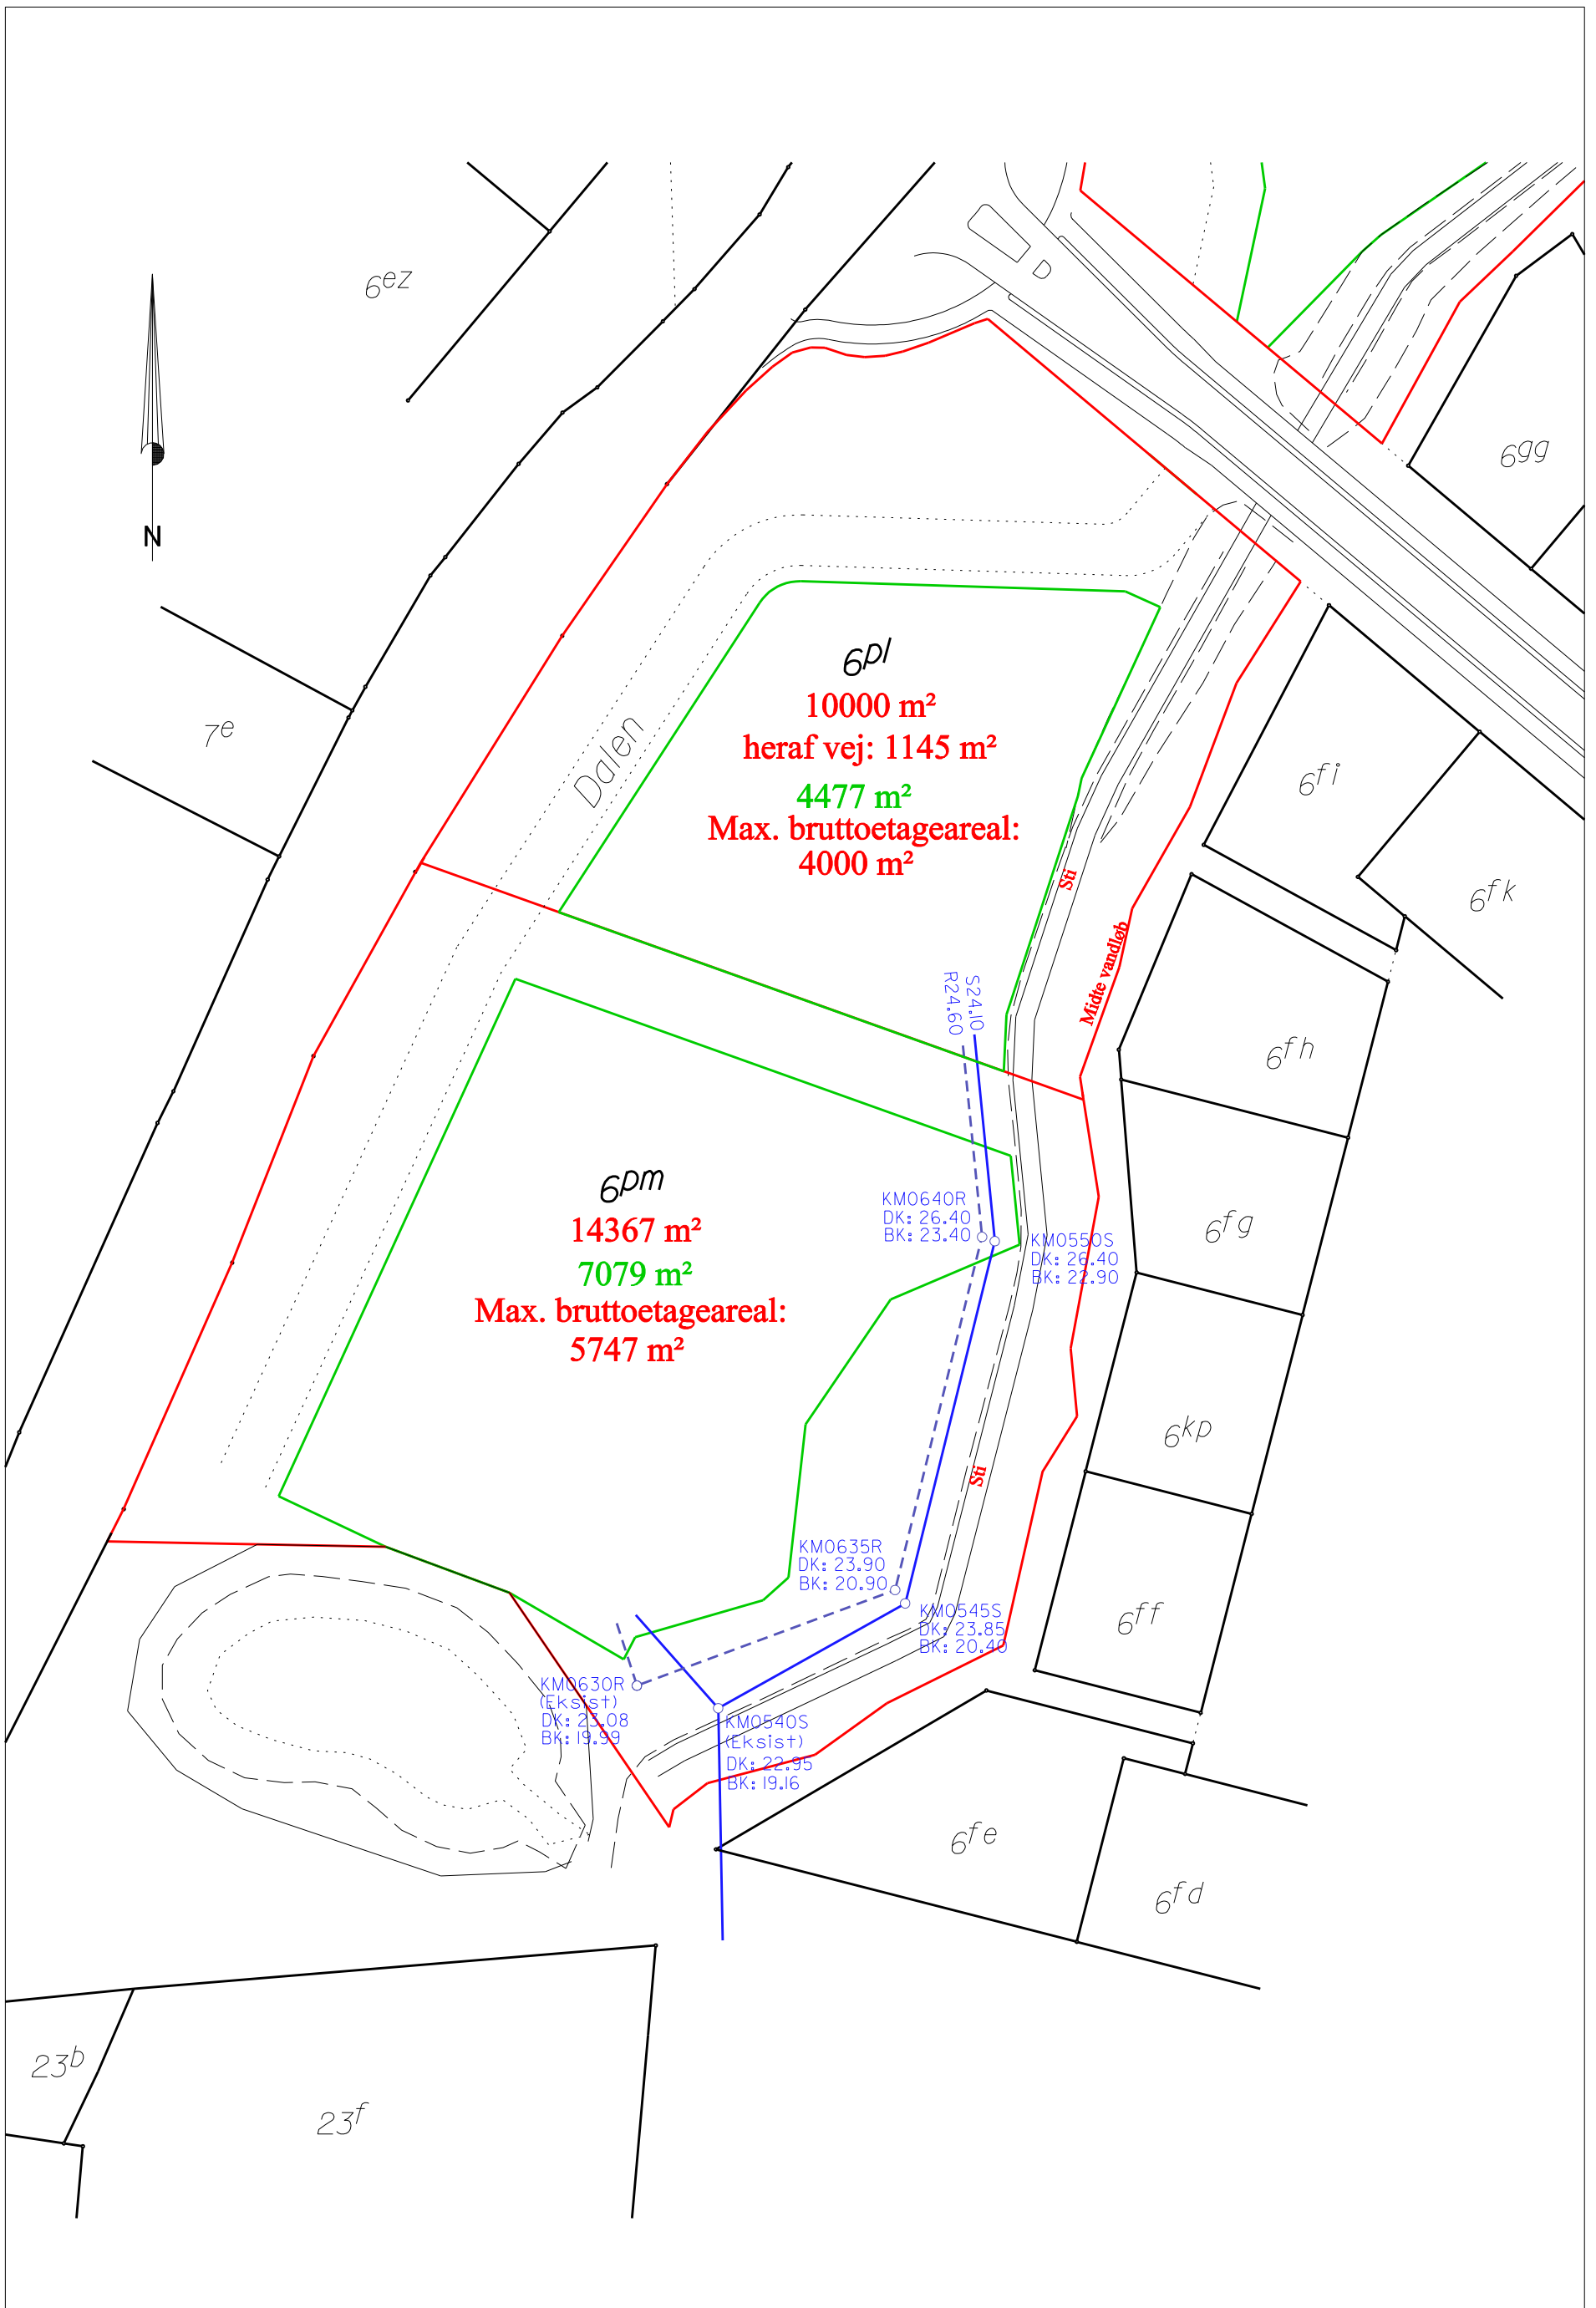 6ez
N
6gg
7e
Dalen
6pl
10000 m²
heraf vej: 1145 m²
4477 m²
Max. bruttoetageareal:
4000 m²
6fi
6fk
Sti
Midte vandløb
S24.10
R24.60
6fh
6pm
14367 m²
7079 m²
Max. bruttoetageareal:
5747 m²
KM0640R
DK: 26.40
BK: 23.40
KM0550S
DK: 26.40
BK: 22.90
6fg
6kp
Sti
KM0635R
DK: 23.90
BK: 20.90
KM0545S
DK: 23.85
BK: 20.40
6ff
KM0630R
(Eksist)
DK: 23.08
BK: 19.99
KM0540S
(Eksist)
DK: 22.95
BK: 19.16
6fe
6fd
23b
23f